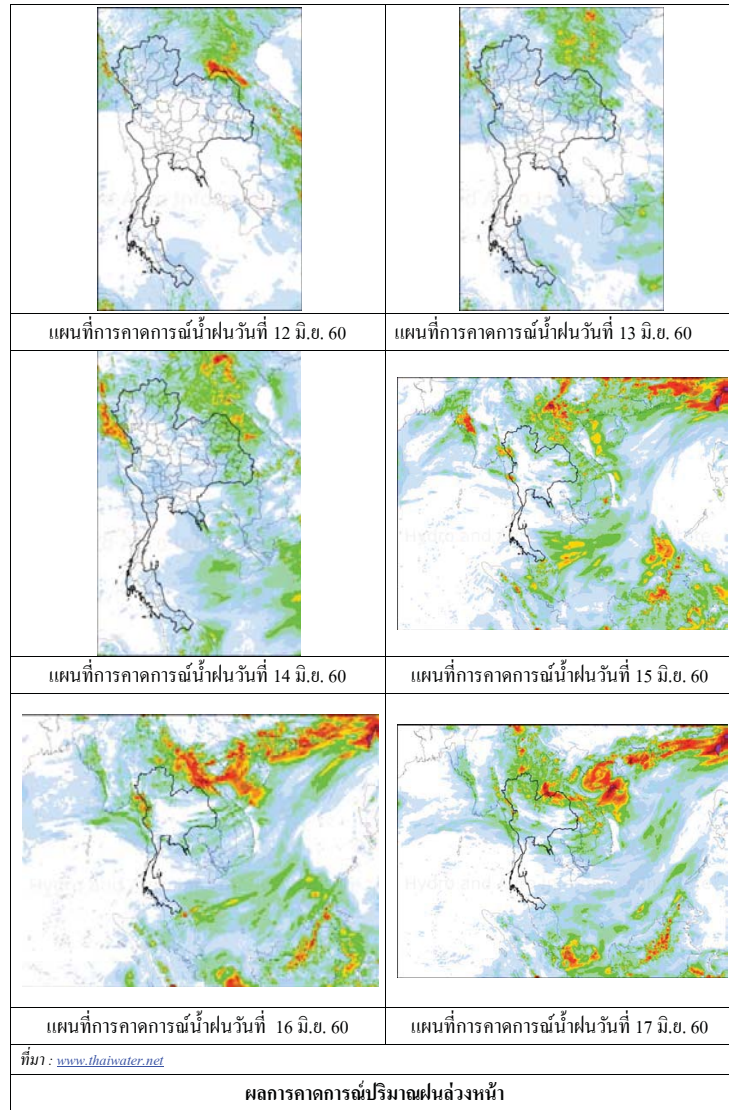 แผนที่การคาดการณ์น้ำฝนวันที่ 12 มิ.ย. 60
แผนที่การคาดการณ์น้ำฝนวันที่ 13 มิ.ย. 60
แผนที่การคาดการณ์น้ำฝนวันที่ 14 มิ.ย. 60
แผนที่การคาดการณ์น้ำฝนวันที่ 15 มิ.ย. 60
แผนที่การคาดการณ์น้ำฝนวันที่ 16 มิ.ย. 60
แผนที่การคาดการณ์น้ำฝนวันที่ 17 มิ.ย. 60
ที่มา : www.thaiwater.net
ผลการคาดการณ์ปริมาณฝนล่วงหน้า